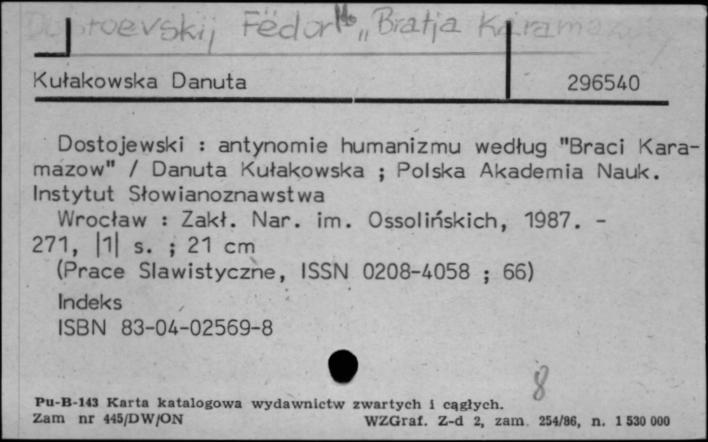 Dostoevskij Fëdor M. „Bratja Karamazovy
Kułakowska Danuta 296540
Dostojewski : antynomie humanizmu według "Braci Kara-
mazow" / Danuta Kułakowska ; Polska Akademia Nauk.
Instytut Słowianoznawstwa
Wrocław : Zakł. Nar. im. Ossolińskich, 1987. -
271, |1| s. ; 21 cm
(Prace Slawistyczne, ISSN 0208-4058 ; 66)
Indeks
ISBN 83-04-02569-8
8
Pu-B-143 Karta katalogowa wydawnictw zwartych i ciągłych.
Zam nr 445/DW/ON WZGraf. Z-d 2, zam. 254/86, n. 1 530 000